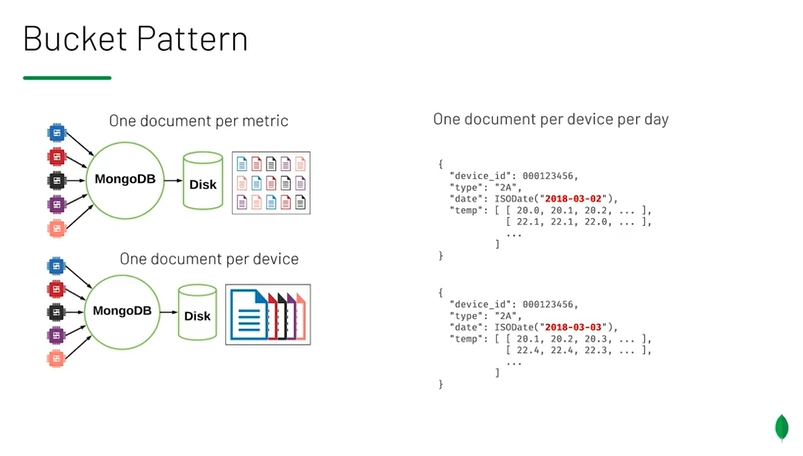 Bucket Pattern
One document per metric
MongoDB
Disk
One document per device
MongoDB
Disk
One document per device per day
{
"device_id": 000123456,
"type": "2A",
"date": ISODate("2018-03-02"),
"temp": [ [ 20.0, 20.1, 20.2, ... ],
[ 22.1, 22.1, 22.0, ... ],
...
]
}
{
"device_id": 000123456,
"type": "2A",
"date": ISODate("2018-03-03"),
"temp": [ [ 20.1, 20.2, 20.3, ... ],
[ 22.4, 22.4, 22.3, ... ],
...
]
}